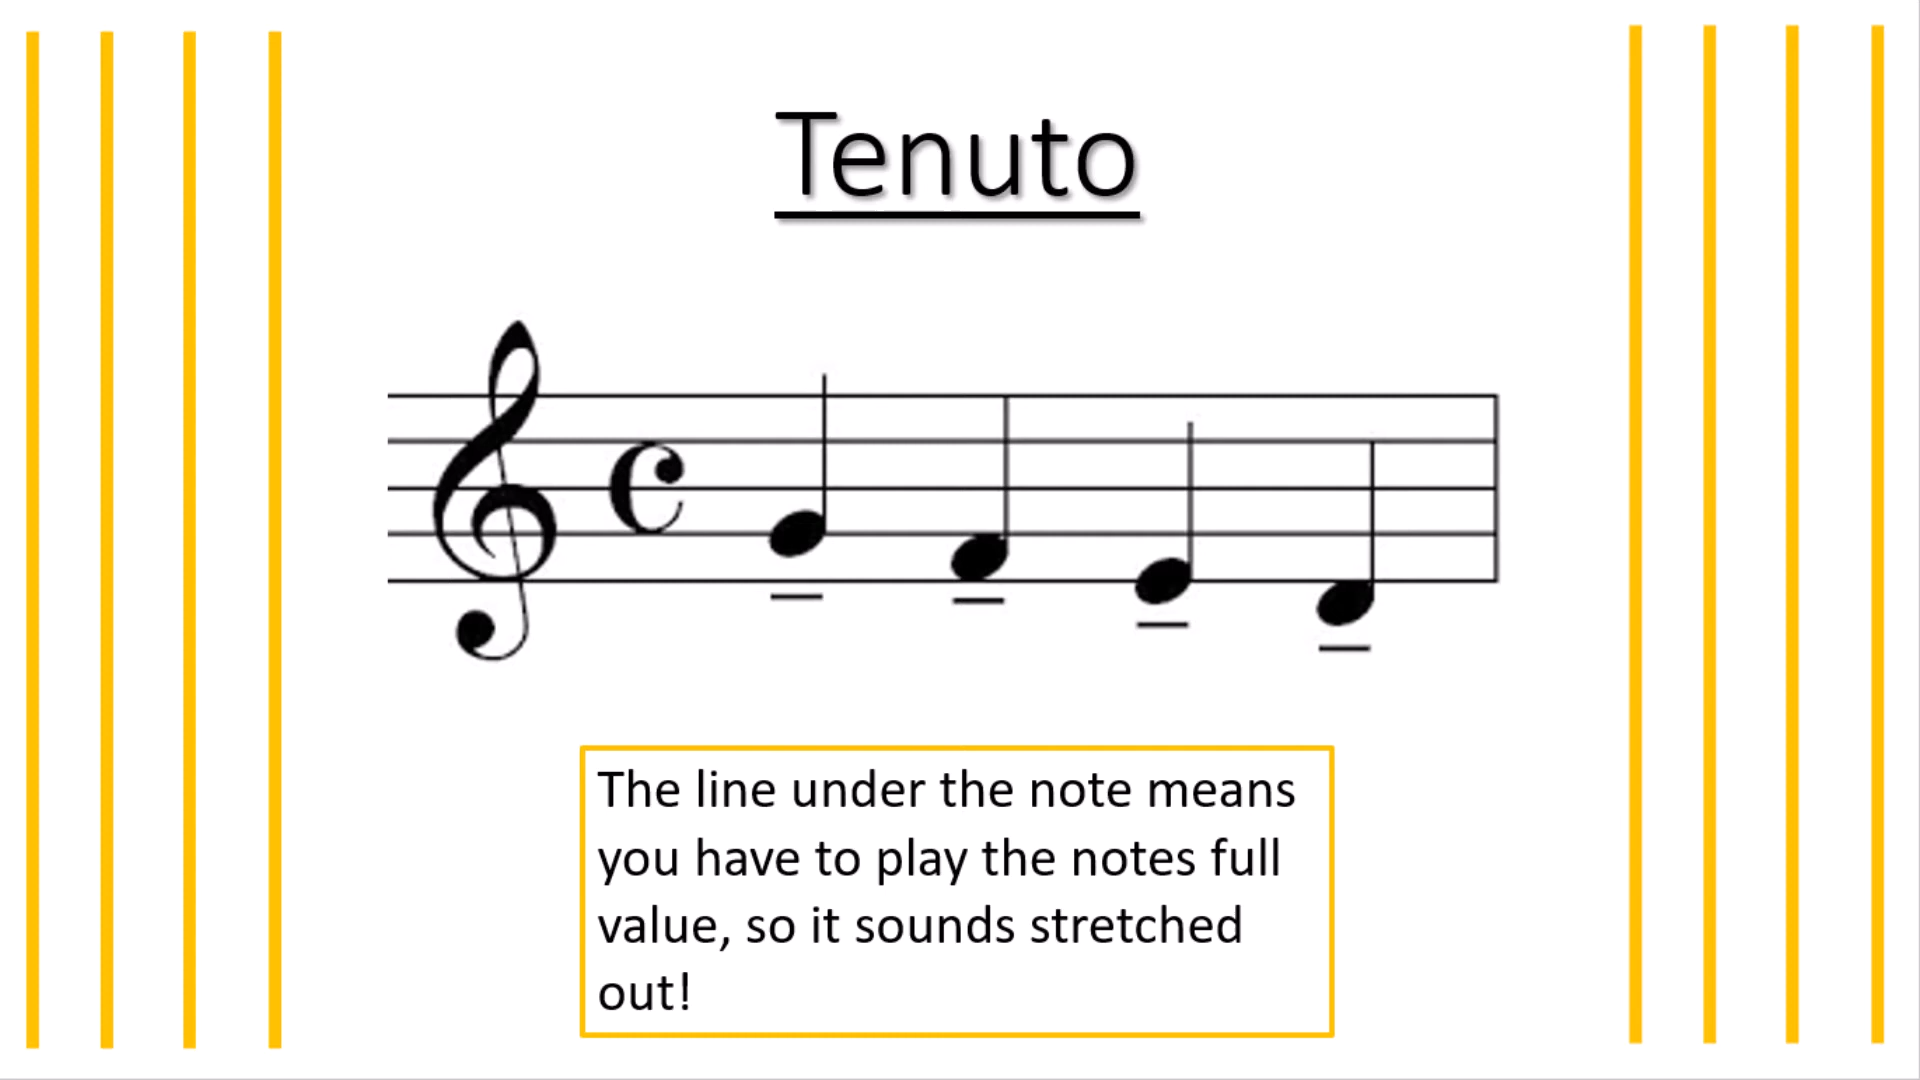 Tenuto
The line under the note means
you have to play the notes full
value, so it sounds stretched
out!